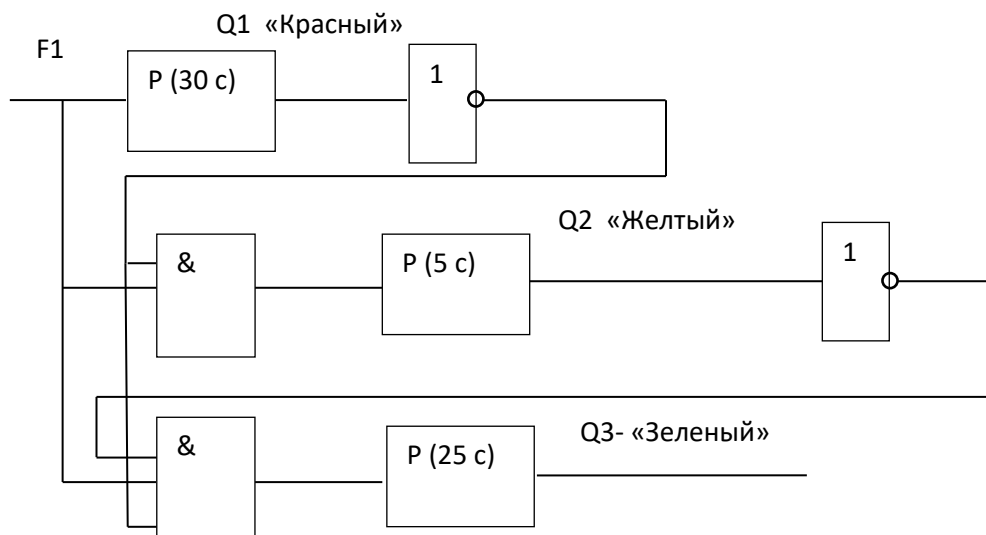 Q1 «Красный»
F1
P (30 c)
1
Q2 «Желтый»
&
P (5 c)
1
&
P (25 c)
Q3- «Зеленый»